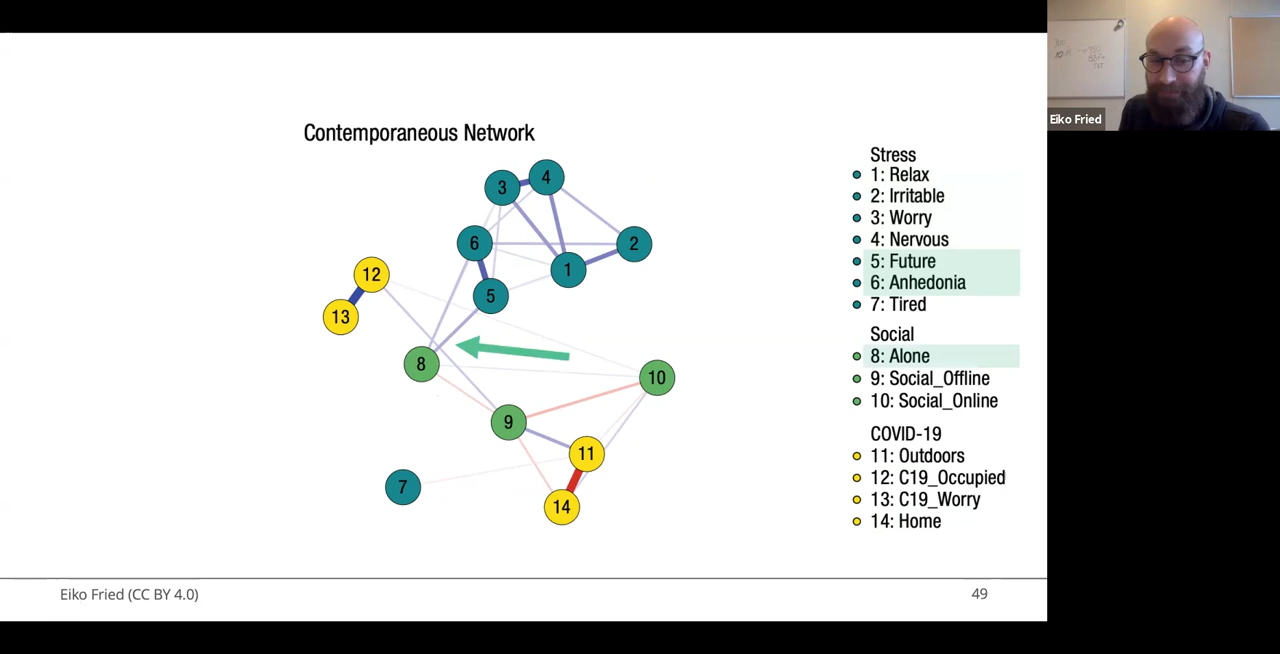 Contemporaneous Network
3
4
6
2
1
5
12
13
8
10
9
11
7
14
Stress
1: Relax
2: Irritable
3: Worry
4: Nervous
5: Future
6: Anhedonia
7: Tired
Social
8: Alone
9: Social_Offline
10: Social_Online
COVID-19
11: Outdoors
12: C19_Occupied
13: C19_Worry
14: Home
Eiko Fried (CC BY 4.0)
49
Eiko Fried